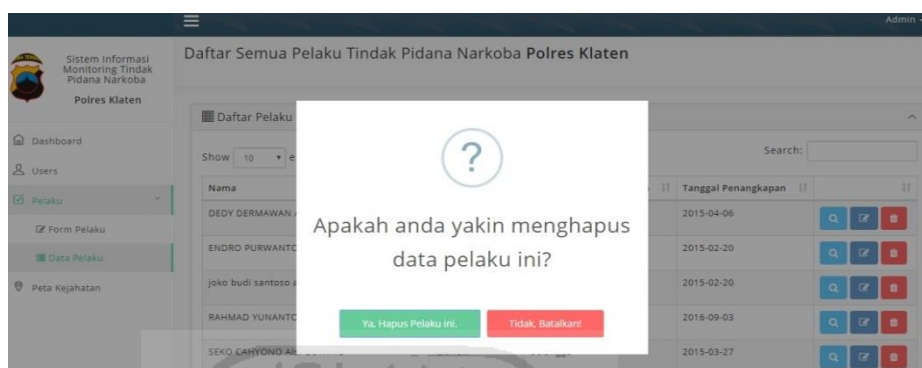 Admin
Sistem Informasi
Monitoring Tindak
Pidana Narkoba
Polres Klaten
Daftar Semua Pelaku Tindak Pidana Narkoba Polres Klaten
Dashboard
Users
Pelaku
Form Pelaku
Data Pelaku
Peta Kejahatan
Daftar Pelaku
Show 10
Search:
Nama
Tanggal Penangkapan
DEDY DERMAWAN
2015-04-06
ENDRO PURWANTO
2015-02-20
joko budi santoso
2015-02-20
RAHMAD YUNANTO
2016-09-03
SEKO CAHYONO
2015-03-27
?
Apakah anda yakin menghapus
data pelaku ini?
Ya, Hapus Pelaku ini.
Tidak, Batalkan!